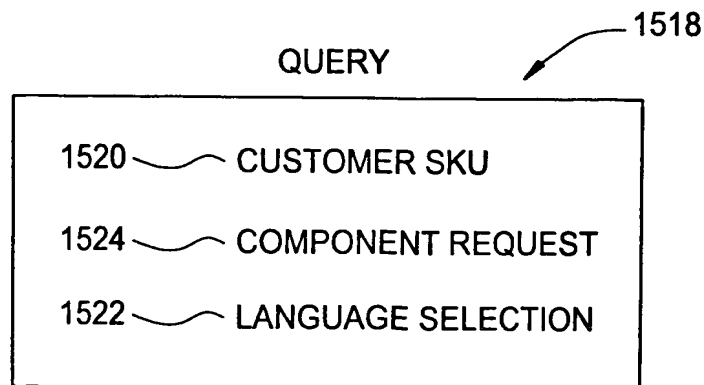 1518
QUERY
1520 CUSTOMER SKU
1524 COMPONENT REQUEST
1522 LANGUAGE SELECTION